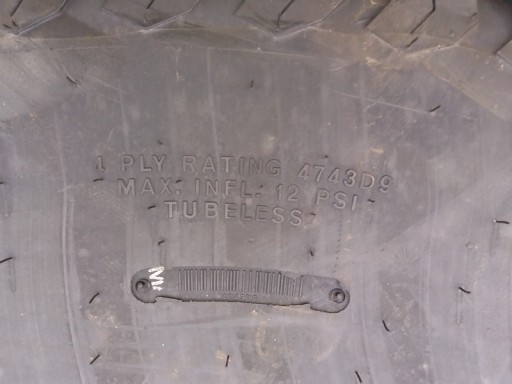 1 PLY RATING 4743D9
MAX. INFL. 12 PSI
TUBELESS